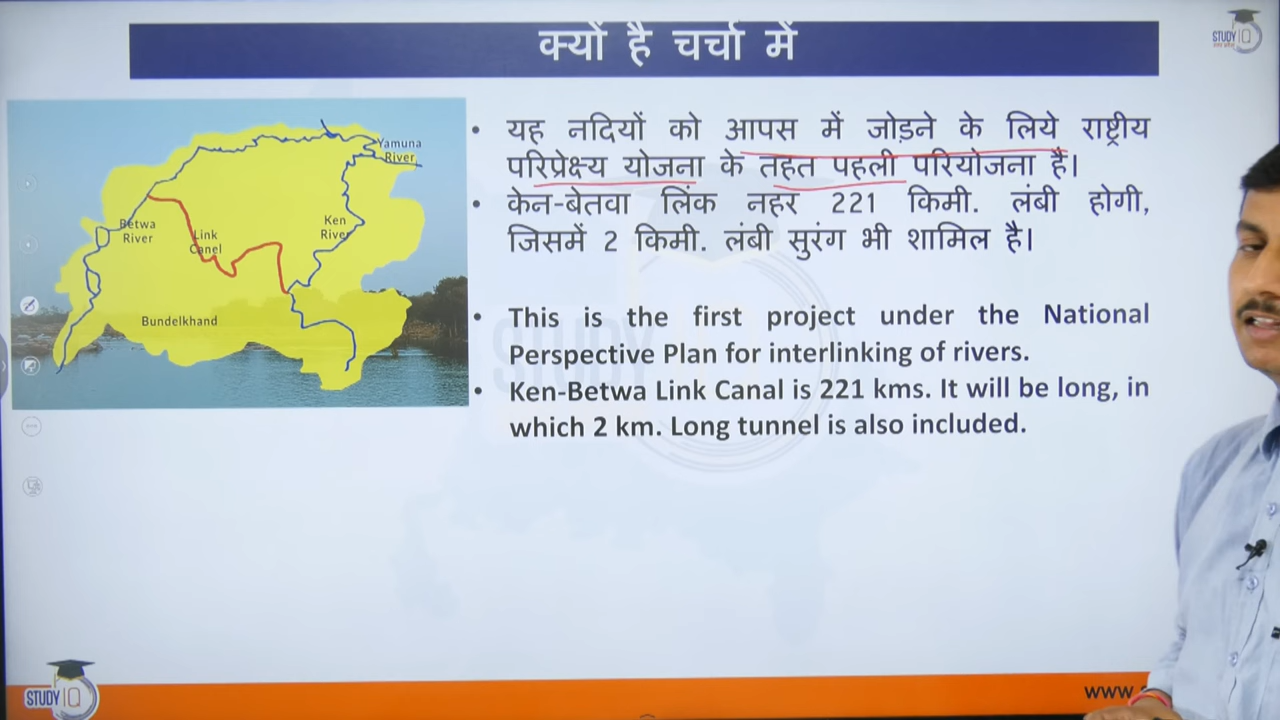 क्यों है चर्चा में
STUDY IQ
Yamuna
River
Betwa
River
Link
Canal
Ken
River
Bundelkhand
• यह नदियों को आपस में जोड़ने के लिये राष्ट्रीय
परिप्रेक्ष्य योजना के तहत पहली परियोजना है।
• केन-बेतवा लिंक नहर 221 किमी. लंबी होगी,
जिसमें 2 किमी. लंबी सुरंग भी शामिल है।
• This is the first project under the National
Perspective Plan for interlinking of rivers.
• Ken-Betwa Link Canal is 221 kms. It will be long, in
which 2 km. Long tunnel is also included.
STUDY IQ
www.